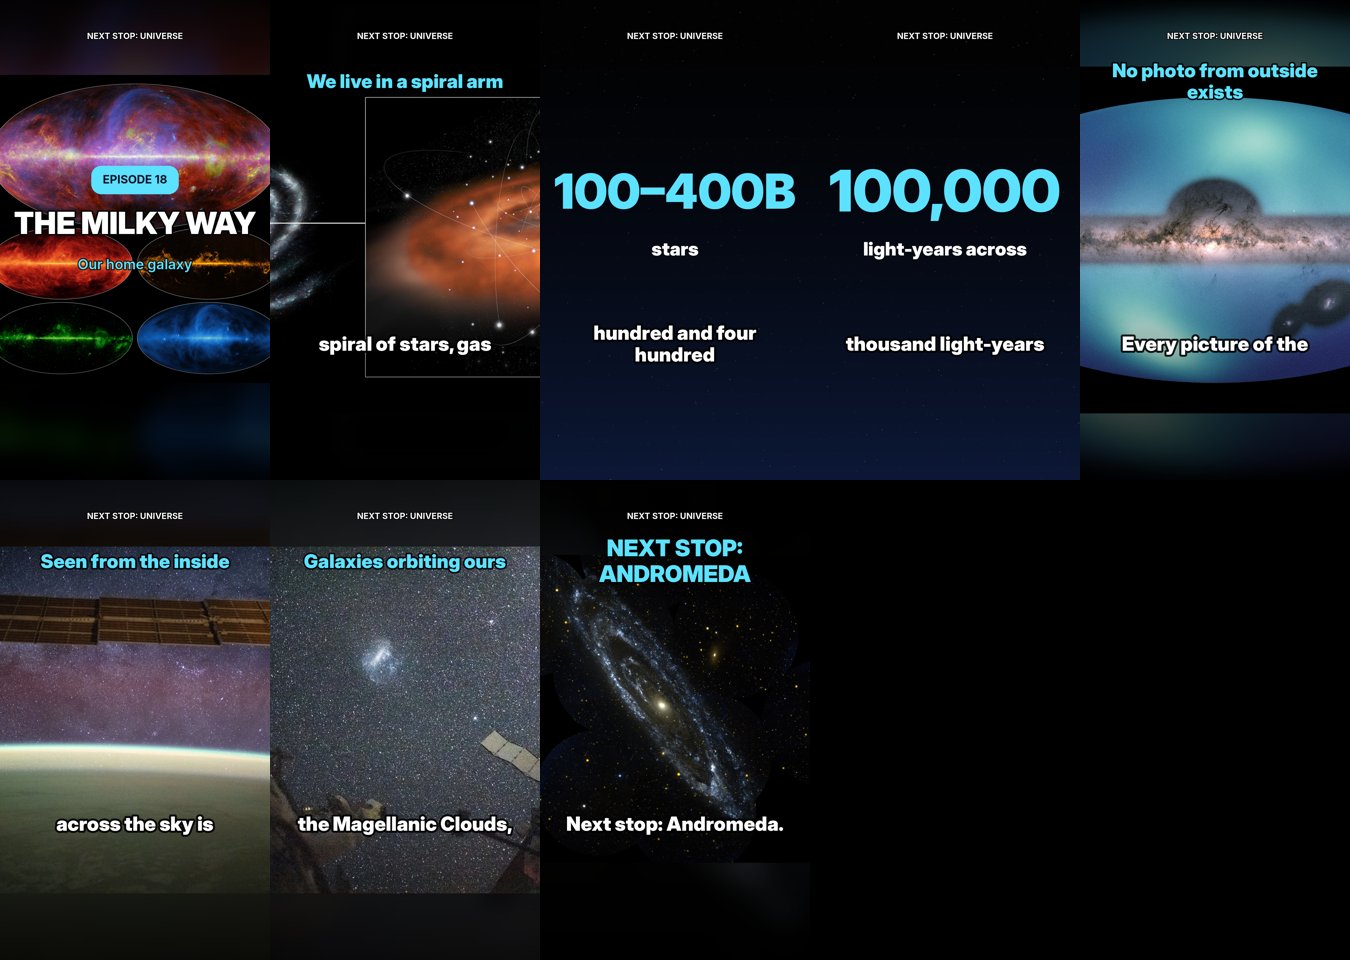 NEXT STOP: UNIVERSE
EPISODE 18
THE MILKY WAY
Our home galaxy
NEXT STOP: UNIVERSE
We live in a spiral arm
spiral of stars, gas
NEXT STOP: UNIVERSE
100–400B
stars
hundred and four
hundred
NEXT STOP: UNIVERSE
100,000
light-years across
thousand light-years
NEXT STOP: UNIVERSE
No photo from outside
exists
Every picture of the
NEXT STOP: UNIVERSE
Seen from the inside
across the sky is
NEXT STOP: UNIVERSE
Galaxies orbiting ours
the Magellanic Clouds,
NEXT STOP: UNIVERSE
NEXT STOP:
ANDROMEDA
Next stop: Andromeda.